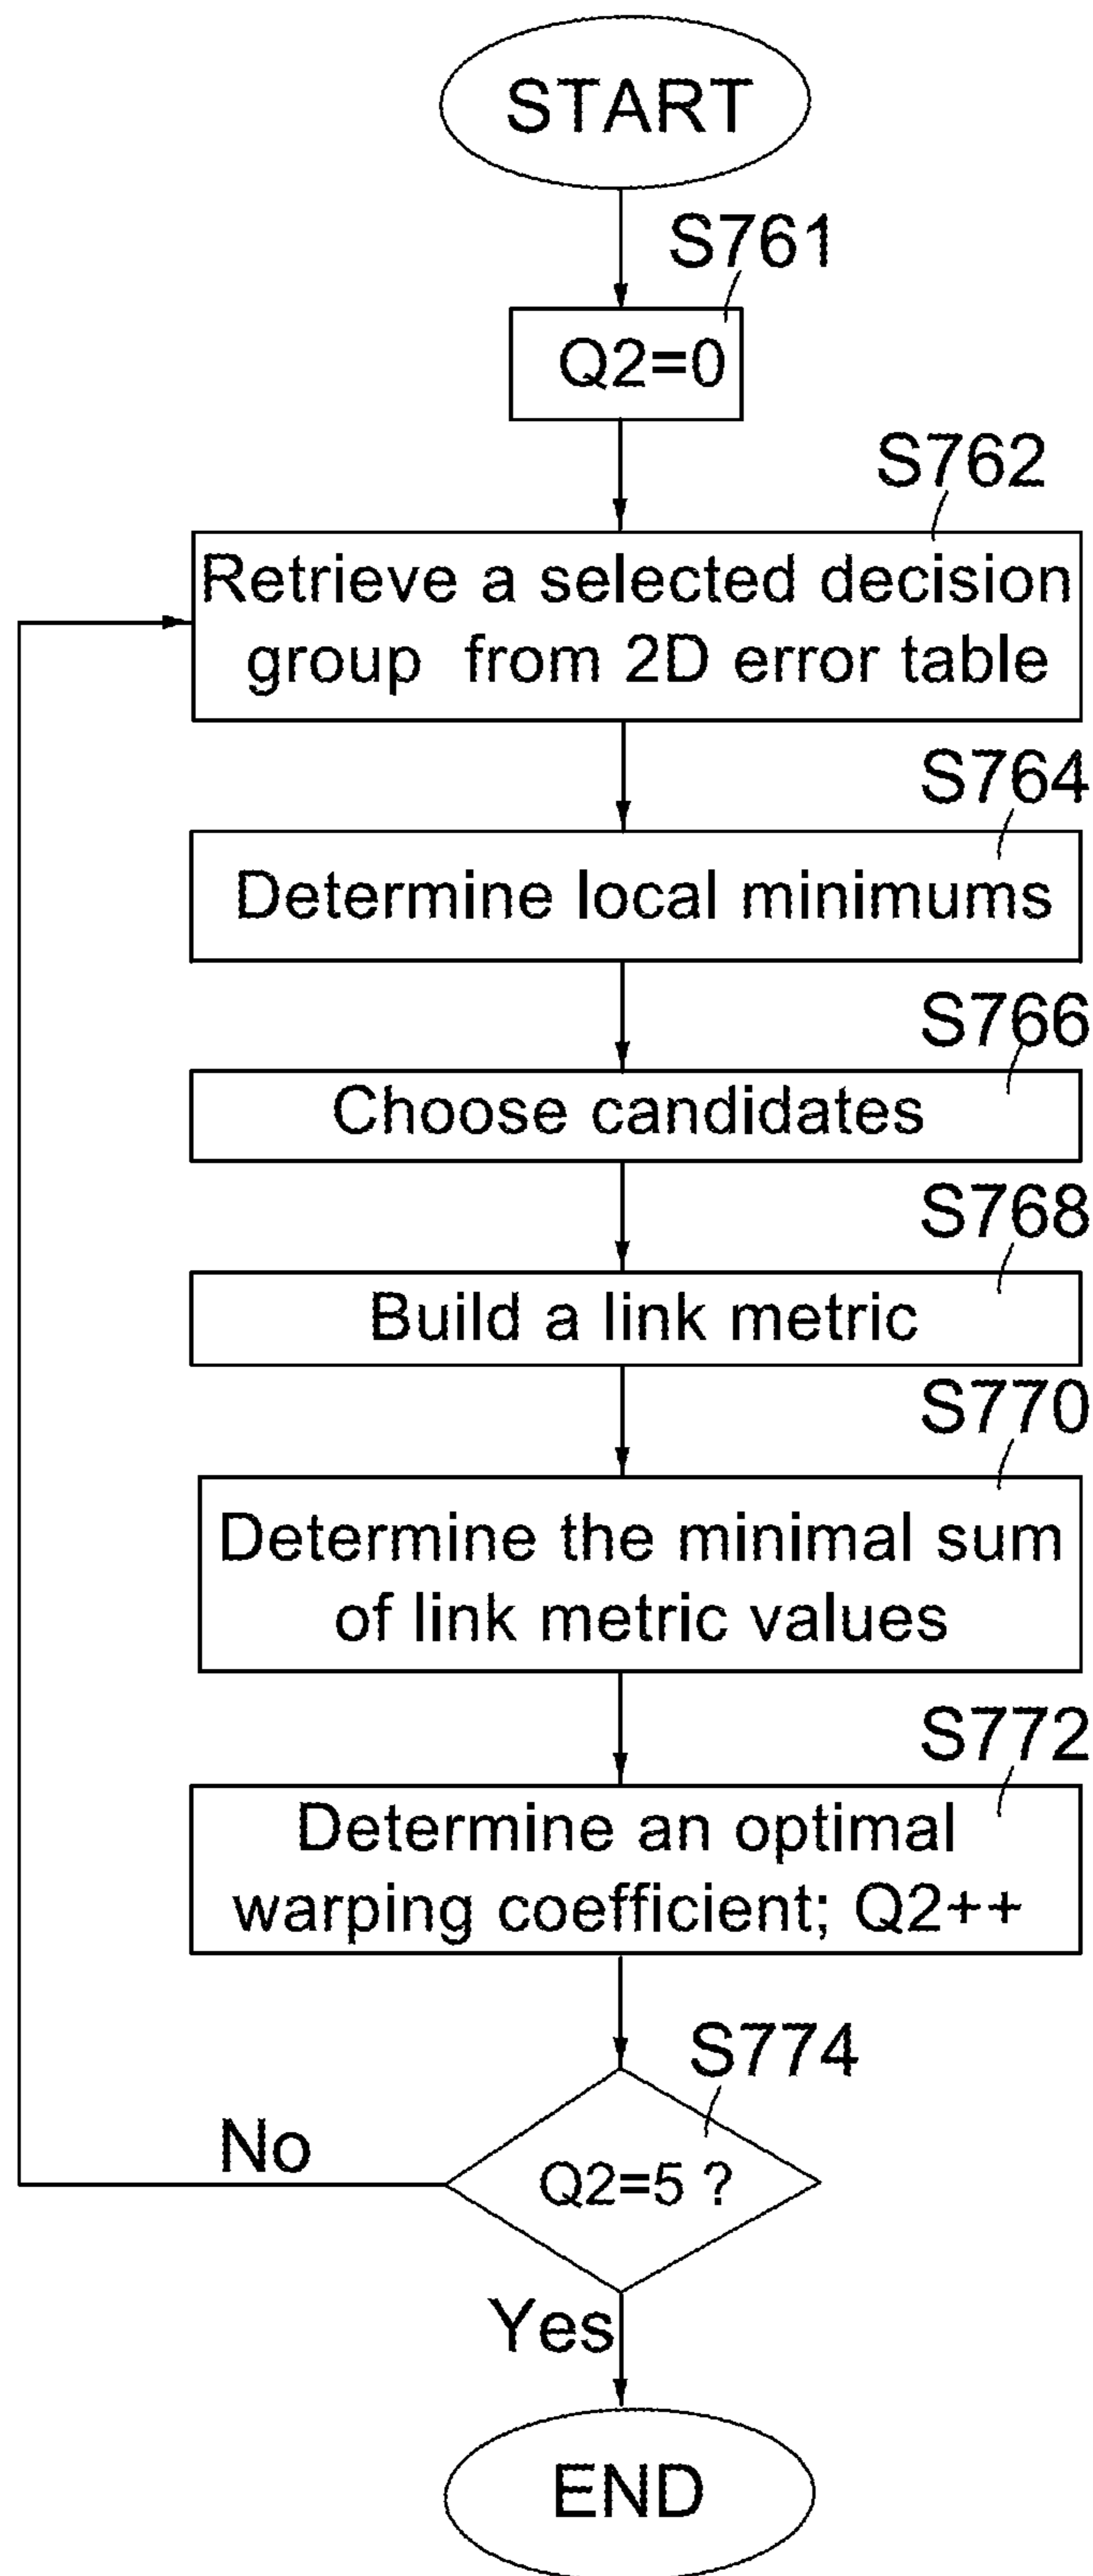 START
S761
Q2=0
S762
Retrieve a selected decision
group from 2D error table
S764
Determine local minimums
S766
Choose candidates
S768
Build a link metric
S770
Determine the minimal sum
of link metric values
S772
Determine an optimal
warping coefficient; Q2++
S774
No
Q2=5 ?
Yes
END